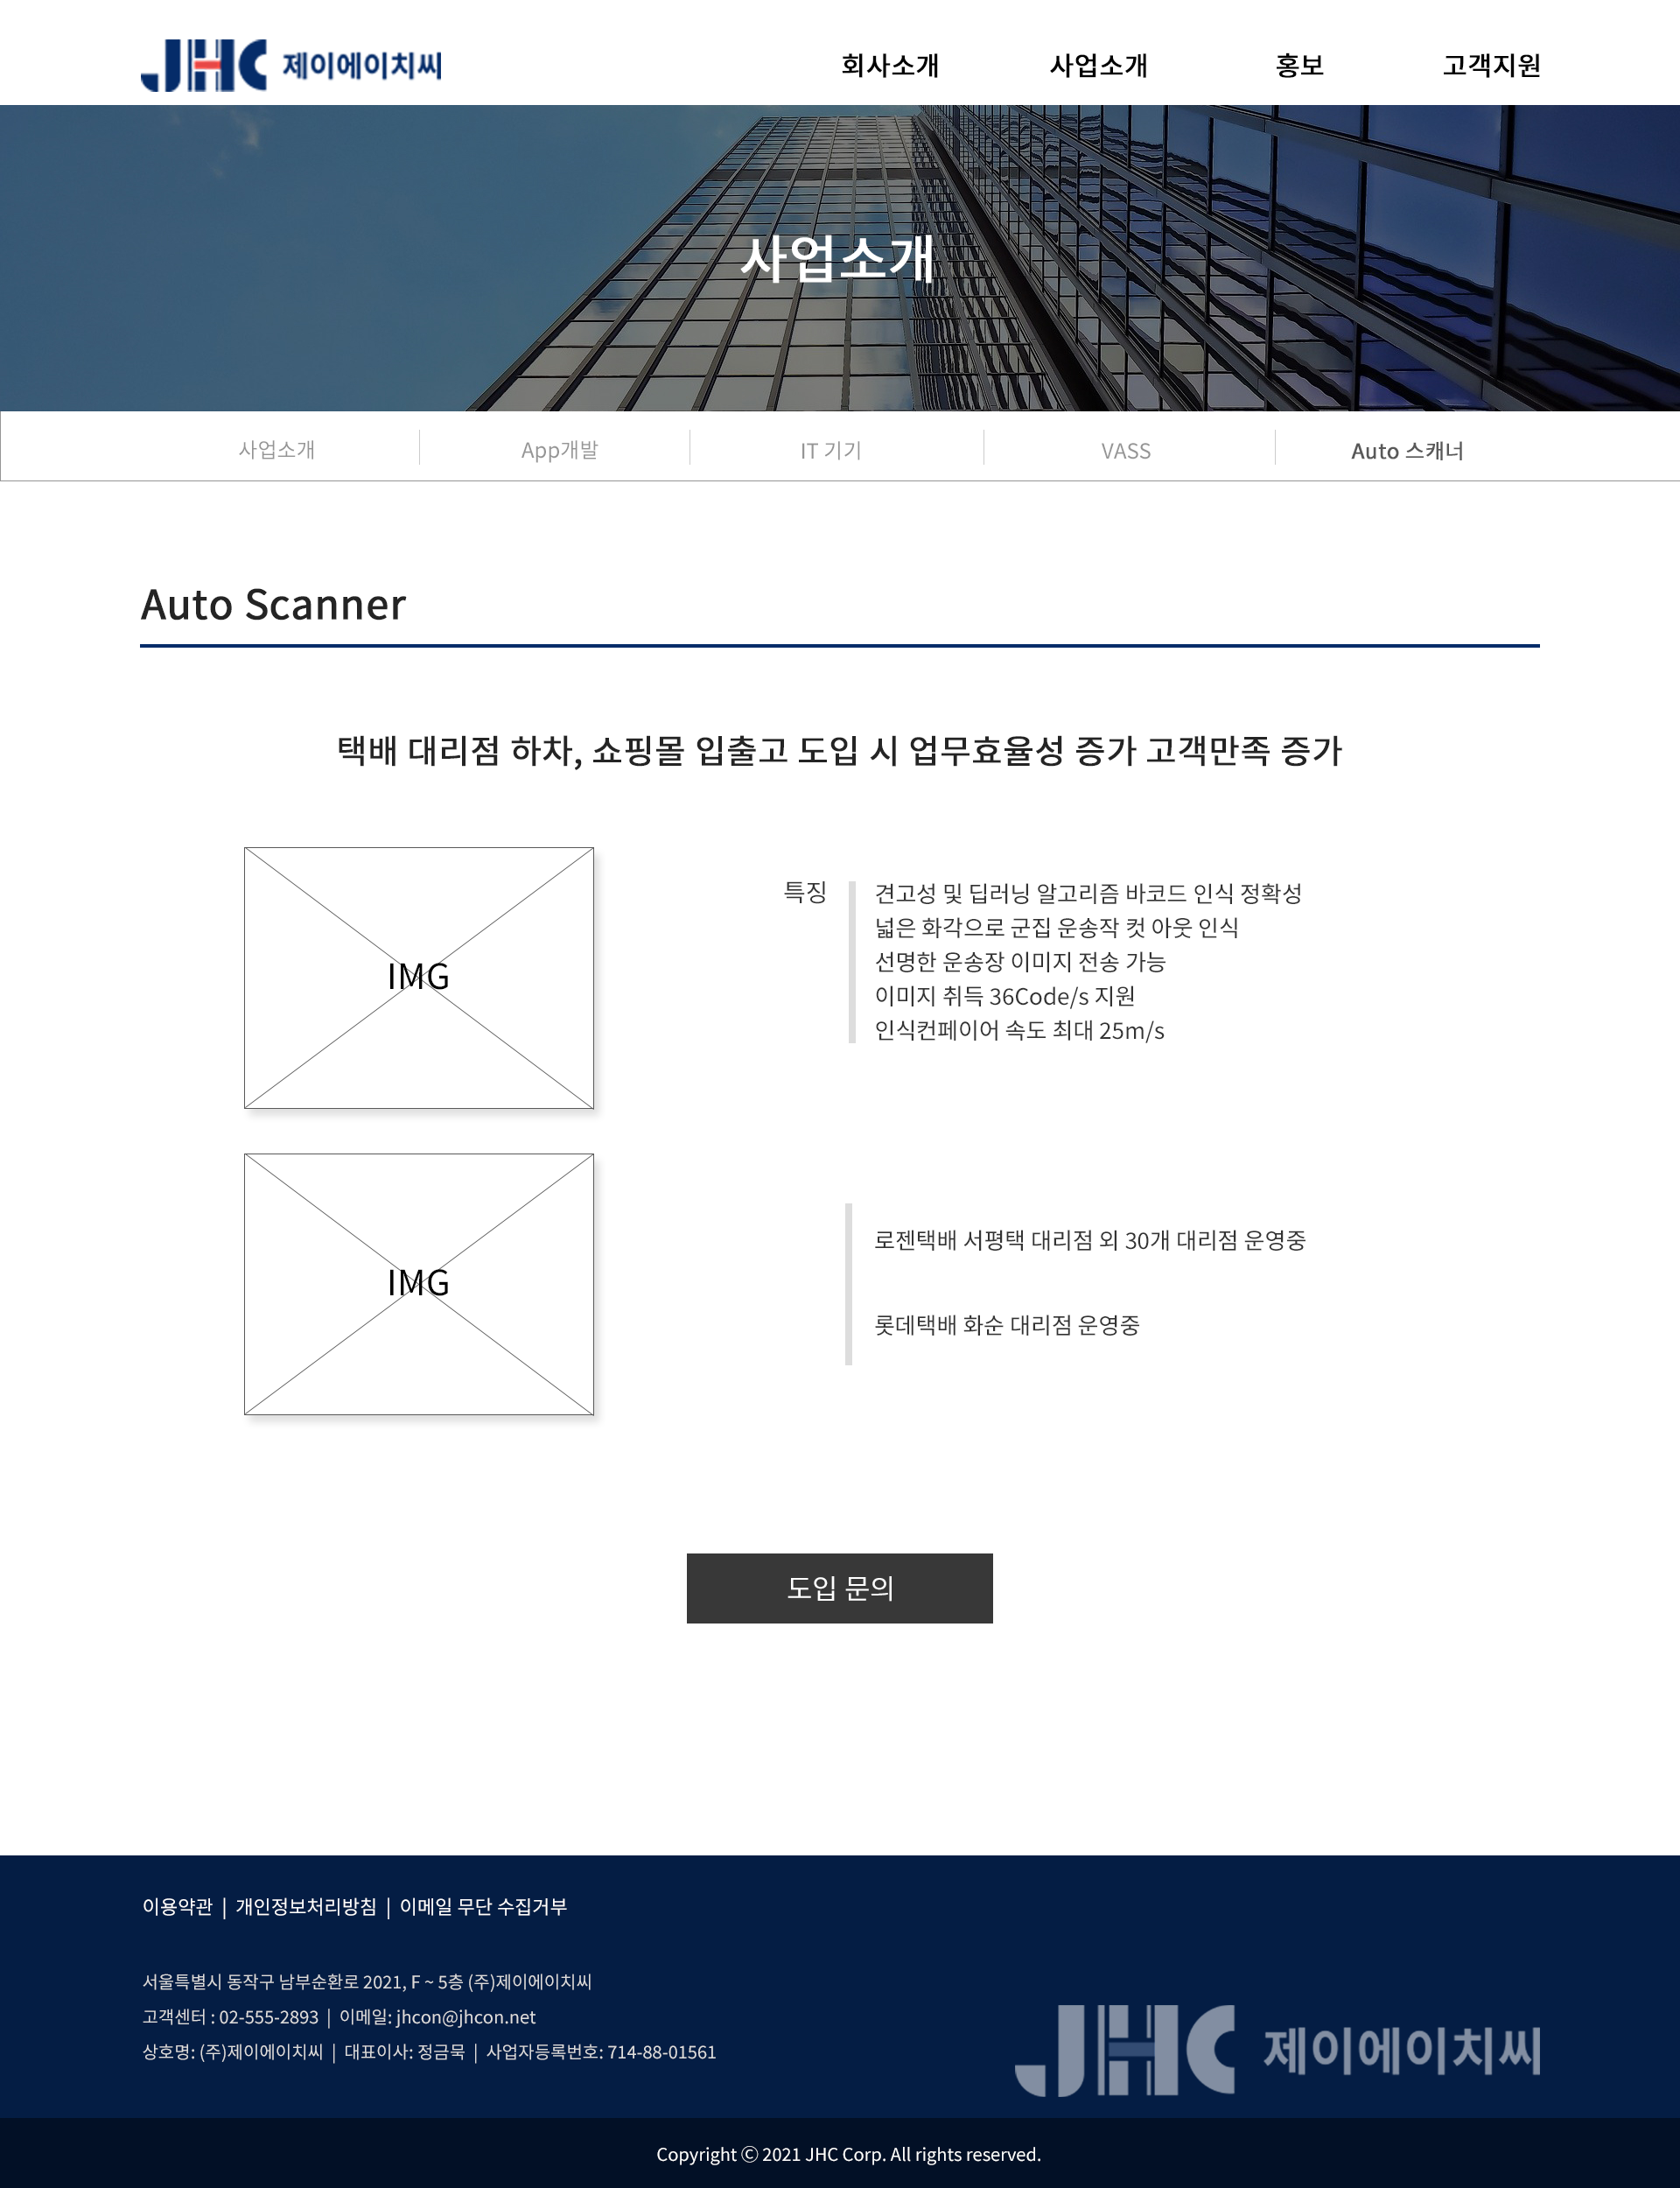 JHC 제이에이치씨
회사소개 사업소개 홍보 고객지원
사업소개
사업소개 App개발 IT 기기 VASS Auto 스캐너
Auto Scanner
택배 대리점 하차, 쇼핑몰 입출고 도입 시 업무효율성 증가 고객만족 증가
IMG
특징
견고성 및 딥러닝 알고리즘 바코드 인식 정확성
넓은 화각으로 군집 운송작 컷 아웃 인식
선명한 운송장 이미지 전송 가능
이미지 취득 36Code/s 지원
인식컨페이어 속도 최대 25m/s
IMG
로젠택배 서평택 대리점 외 30개 대리점 운영중
롯데택배 화순 대리점 운영중
도입 문의
이용약관 | 개인정보처리방침 | 이메일 무단 수집거부
서울특별시 동작구 남부순환로 2021, F ~ 5층 (주)제이에이치씨
고객센터 : 02-555-2893 | 이메일: jhcon@jhcon.net
상호명: (주)제이에이치씨 | 대표이사: 정금묵 | 사업자등록번호: 714-88-01561
JHC 제이에이치씨
Copyright ⓒ 2021 JHC Corp. All rights reserved.